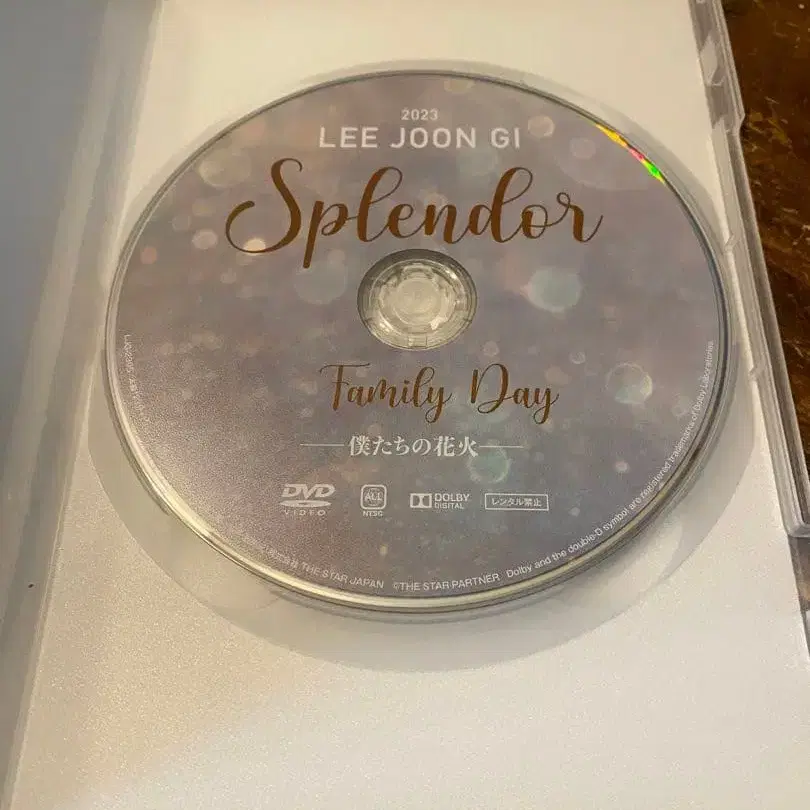 2023
LEE JOON GI
Splendor
Family Day
僕たちの花火
DVD
VIDEO
ALL
NTSC
DOLBY
DIGITAL
レンタル禁止
THE STAR JAPAN ©THE STAR PARTNER Dolby and the double-D symbol are registered trademarks of Dolby Laboratories.